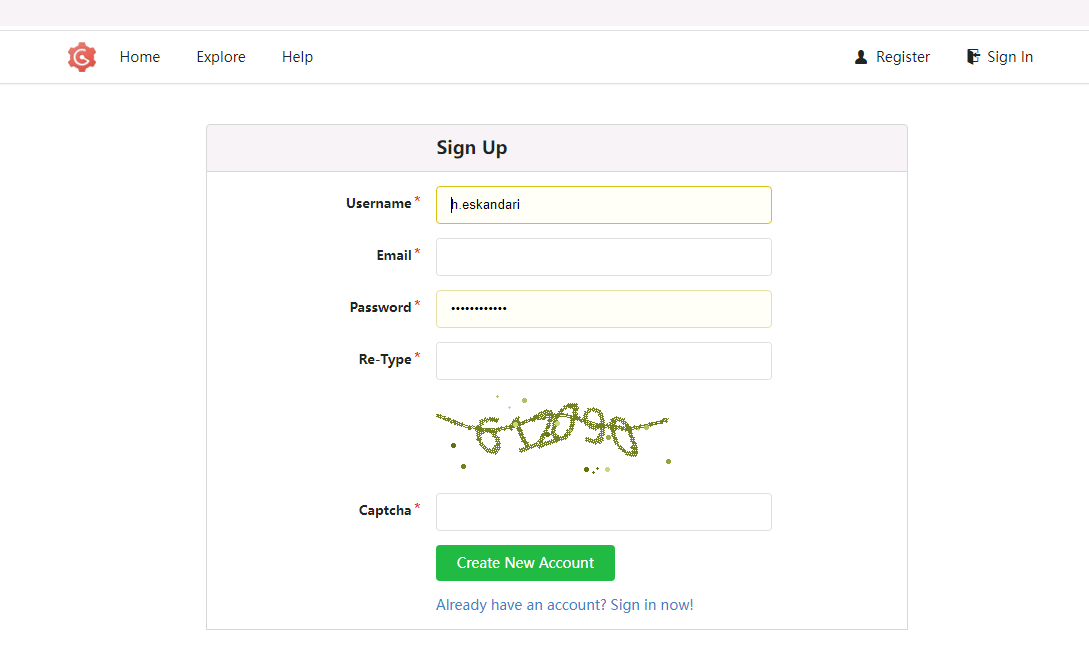 Home Explore Help Register Sign In
Sign Up
Username *
h.eskandari
Email *
Password *
••••••••••••
Re-Type *
Captcha *
Create New Account
Already have an account? Sign in now!